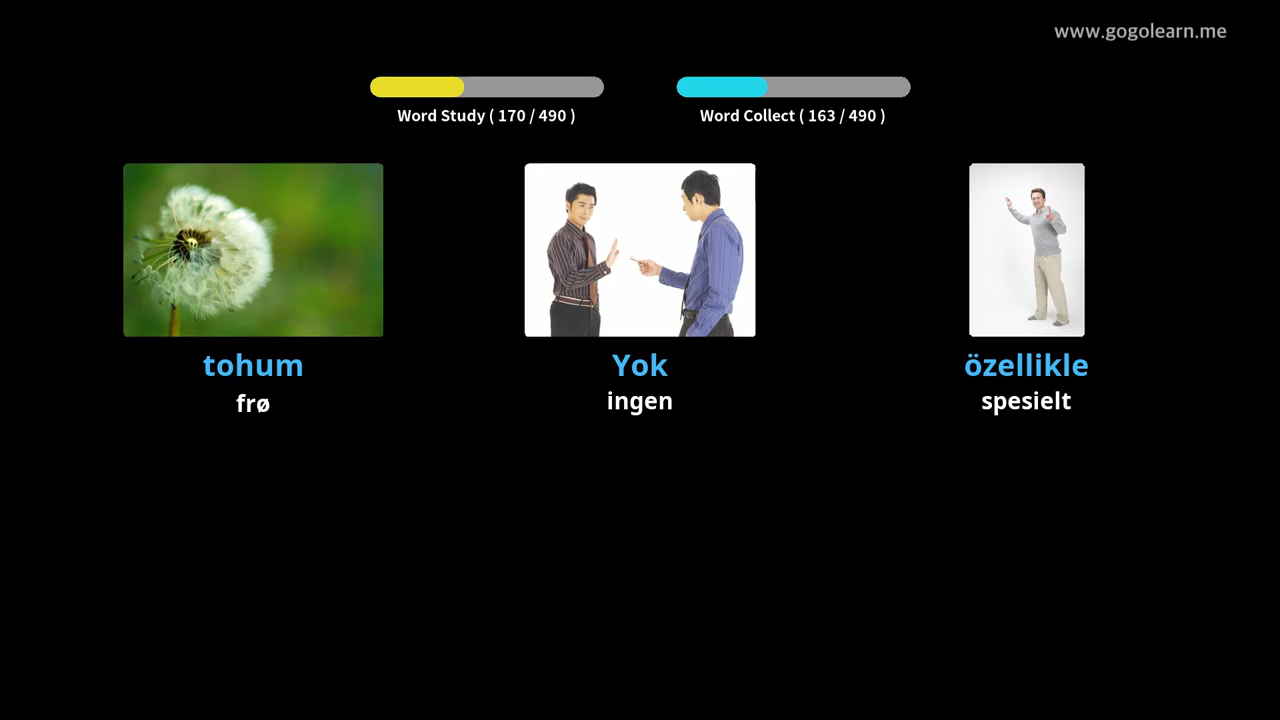 www.gogolearn.me
Word Study ( 170 / 490 )
Word Collect ( 163 / 490 )
tohum
frø
Yok
ingen
özellikle
spesielt